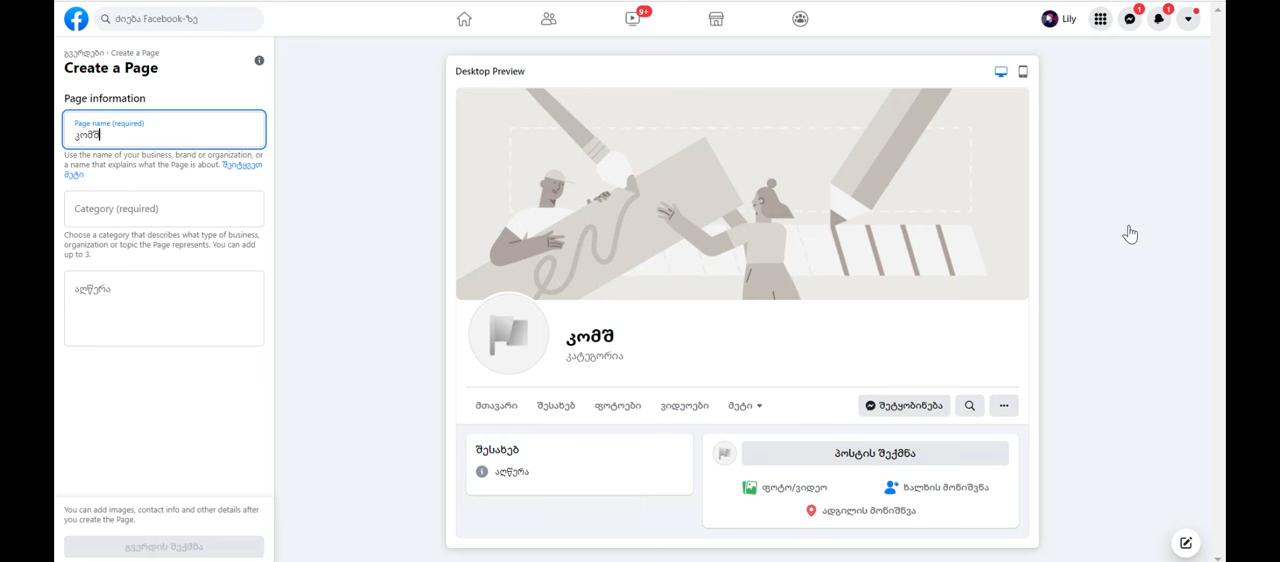 ძიება Facebook-ზე
9+
Lily
1
1
გვერდები · Create a Page
Create a Page
Page information
Page name (required)
კომშ
Use the name of your business, brand or organization, or
a name that explains what the Page is about. შეიტყვეთ
მეტი
Category (required)
Choose a category that describes what type of business,
organization or topic the Page represents. You can add
up to 3.
აღწერა
You can add images, contact info and other details after
you create the Page.
გვერდის შექმნა
Desktop Preview
კომშ
კატეგორია
მთავარი
შესახებ
ფოტოები
ვიდეოები
მეტი
შეტყობინება
შესახებ
აღწერა
პოსტის შექმნა
ფოტო/ვიდეო
ხალხის მონიშვნა
ადგილის მონიშნვა